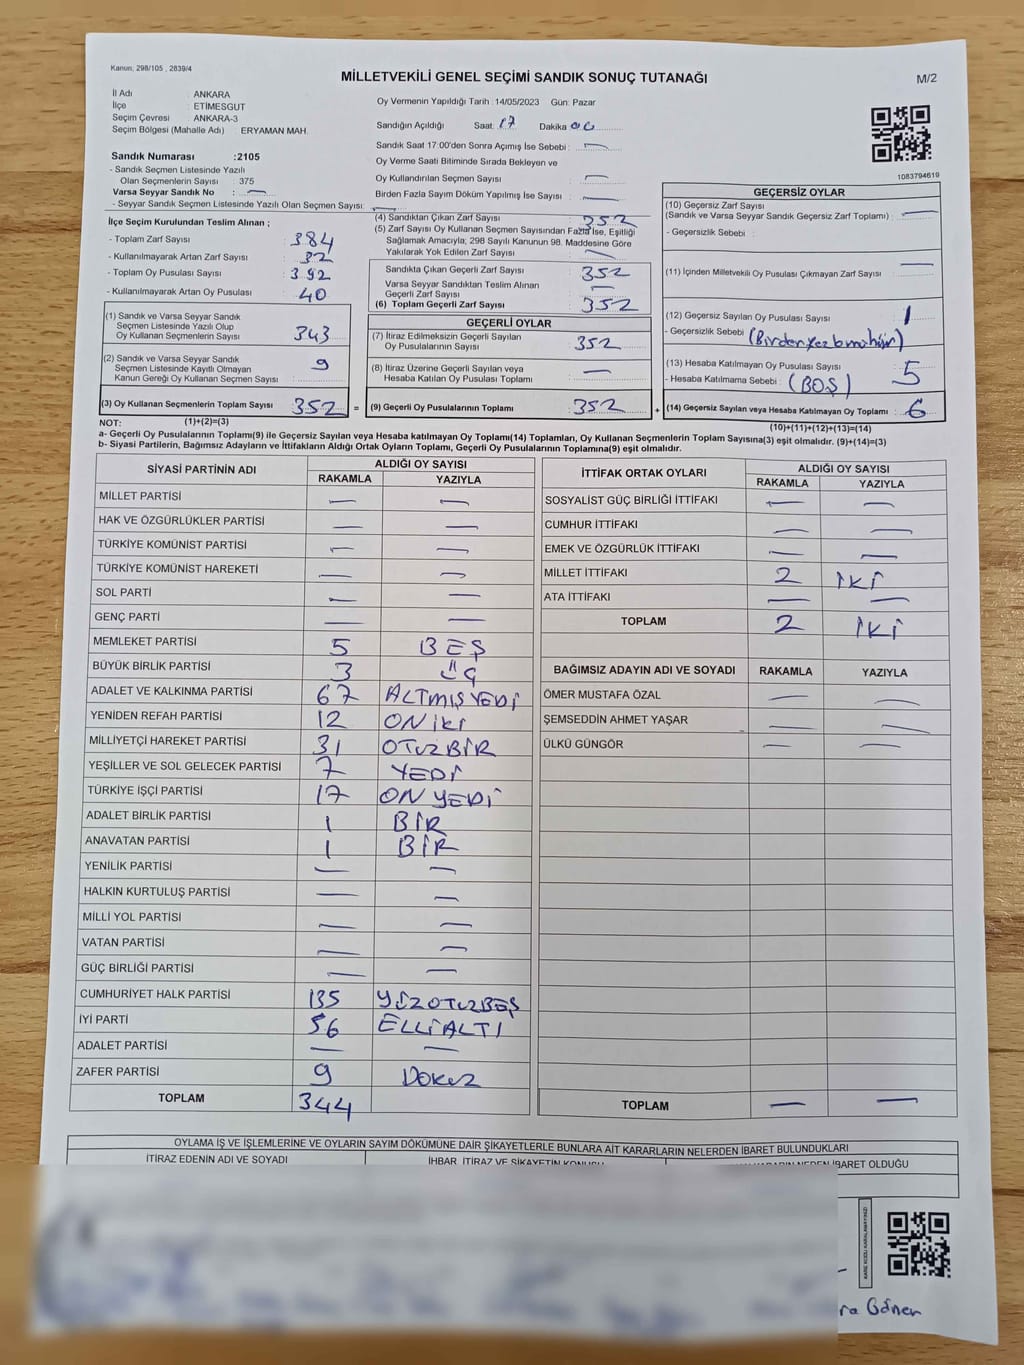 Kanun, 298/105 , 2839/4
MİLLETVEKİLİ GENEL SEÇİMİ SANDIK SONUÇ TUTANAĞI
M/2
İl Adı : ANKARA
İlçe : ETİMESGUT
Seçim Çevresi : ANKARA-3
Seçim Bölgesi (Mahalle Adı) ERYAMAN MAH.
Sandık Numarası :2105
- Sandık Seçmen Listesinde Yazılı
Olan Seçmenlerin Sayısı : 375
Varsa Seyyar Sandık No : —
- Seyyar Sandık Seçmen Listesinde Yazılı Olan Seçmen Sayısı: —
Oy Vermenin Yapıldığı Tarih :14/05/2023 Gün: Pazar
Sandığın Açıldığı Saat: 17 Dakika 00
Sandık Saat 17:00'den Sonra Açımış İse Sebebi : —
Oy Verme Saati Bitiminde Sırada Bekleyen ve
Oy Kullandırılan Seçmen Sayısı : —
Birden Fazla Sayım Döküm Yapılmış İse Sayısı : —
1083794619
İlçe Seçim Kurulundan Teslim Alınan ;
- Toplam Zarf Sayısı : 384
- Kullanılmayarak Artan Zarf Sayısı : 32
- Toplam Oy Pusulası Sayısı : 392
- Kullanılmayarak Artan Oy Pusulası : 40
(1) Sandık ve Varsa Seyyar Sandık
Seçmen Listesinde Yazılı Olup
Oy Kullanan Seçmenlerin Sayısı : 343
(2) Sandık ve Varsa Seyyar Sandık
Seçmen Listesinde Kayıtlı Olmayan
Kanun Gereği Oy Kullanan Seçmen Sayısı : 9
(3) Oy Kullanan Seçmenlerin Toplam Sayısı : 352 =
(1)+(2)=(3)
(4) Sandıktan Çıkan Zarf Sayısı : 352
(5) Zarf Sayısı Oy Kullanan Seçmen Sayısından Fazla İse, Eşitliği
Sağlamak Amacıyla, 298 Sayılı Kanunun 98. Maddesine Göre
Yakılarak Yok Edilen Zarf Sayısı : —
Sandıkta Çıkan Geçerli Zarf Sayısı : 352
Varsa Seyyar Sandıktan Teslim Alınan
Geçerli Zarf Sayısı : —
(6) Toplam Geçerli Zarf Sayısı : 352
GEÇERLİ OYLAR
(7) İtiraz Edilmeksizin Geçerli Sayılan
Oy Pusulalarının Sayısı : 352
(8) İtiraz Üzerine Geçerli Sayılan veya
Hesaba Katılan Oy Pusulası Toplamı : —
(9) Geçerli Oy Pusulalarının Toplamı : 352 +
GEÇERSİZ OYLAR
(10) Geçersiz Zarf Sayısı
(Sandık ve Varsa Seyyar Sandık Geçersiz Zarf Toplamı) : —
- Geçersizlik Sebebi :
(11) İçinden Milletvekili Oy Pusulası Çıkmayan Zarf Sayısı : —
(12) Geçersiz Sayılan Oy Pusulası Sayısı : 1
- Geçersizlik Sebebi :
(13) Hesaba Katılmayan Oy Pusulası Sayısı : 5
- Hesaba Katılmama Sebebi : (BOŞ)
(14) Geçersiz Sayılan veya Hesaba Katılmayan Oy Toplamı : 6
(10)+(11)+(12)+(13)=(14)
NOT:
a- Geçerli Oy Pusulalarının Toplamı(9) ile Geçersiz Sayılan veya Hesaba katılmayan Oy Toplamı(14) Toplamları, Oy Kullanan Seçmenlerin Toplam Sayısına(3) eşit olmalıdır. (9)+(14)=(3)
b- Siyasi Partilerin, Bağımsız Adayların ve İttifakların Aldığı Oyların Toplamı, Geçerli Oy Pusulalarının Toplamına(9) eşit olmalıdır.
SİYASİ PARTİNİN ADI ALDIĞI OY SAYISI
RAKAMLA YAZIYLA
MİLLET PARTİSİ — —
HAK VE ÖZGÜRLÜKLER PARTİSİ — —
TÜRKİYE KOMÜNİST PARTİSİ — —
TÜRKİYE KOMÜNİST HAREKETİ — —
SOL PARTİ — —
GENÇ PARTİ — —
MEMLEKET PARTİSİ 5 BEŞ
BÜYÜK BİRLİK PARTİSİ 3 ÜÇ
ADALET VE KALKINMA PARTİSİ 67 ALTMIŞ YEDİ
YENİDEN REFAH PARTİSİ 12 ON İKİ
MİLLİYETÇİ HAREKET PARTİSİ 31 OTUZ BİR
YEŞİLLER VE SOL GELECEK PARTİSİ 7 YEDİ
TÜRKİYE İŞÇİ PARTİSİ 17 ON YEDİ
ADALET BİRLİK PARTİSİ 1 BİR
ANAVATAN PARTİSİ 1 BİR
YENİLİK PARTİSİ — —
HALKIN KURTULUŞ PARTİSİ — —
MİLLİ YOL PARTİSİ — —
VATAN PARTİSİ — —
GÜÇ BİRLİĞİ PARTİSİ — —
CUMHURİYET HALK PARTİSİ 135 YÜZ OTUZ BEŞ
İYİ PARTİ 56 ELLİ ALTI
ADALET PARTİSİ — —
ZAFER PARTİSİ 9 DOKUZ
TOPLAM 344
İTTİFAK ORTAK OYLARI ALDIĞI OY SAYISI
RAKAMLA YAZIYLA
SOSYALİST GÜÇ BİRLİĞİ İTTİFAKI — —
CUMHUR İTTİFAKI — —
EMEK VE ÖZGÜRLÜK İTTİFAKI — —
MİLLET İTTİFAKI 2 İKİ
ATA İTTİFAKI — —
TOPLAM 2 İKİ
BAĞIMSIZ ADAYIN ADI VE SOYADI RAKAMLA YAZIYLA
ÖMER MUSTAFA ÖZAL — —
ŞEMSEDDİN AHMET YAŞAR — —
ÜLKÜ GÜNGÖR — —
TOPLAM — —
OYLAMA İŞ VE İŞLEMLERİNE VE OYLARIN SAYIM DÖKÜMÜNE DAİR ŞİKAYETLERLE BUNLARA AİT KARARLARIN NELERDEN İBARET BULUNDUKLARI
İTİRAZ EDENİN ADI VE SOYADI İHBAR, İTİRAZ VE ŞİKAYETİN KONUSU KARARIN NEDEN İBARET OLDUĞU
KARE KODU KARALAMAYINIZ!